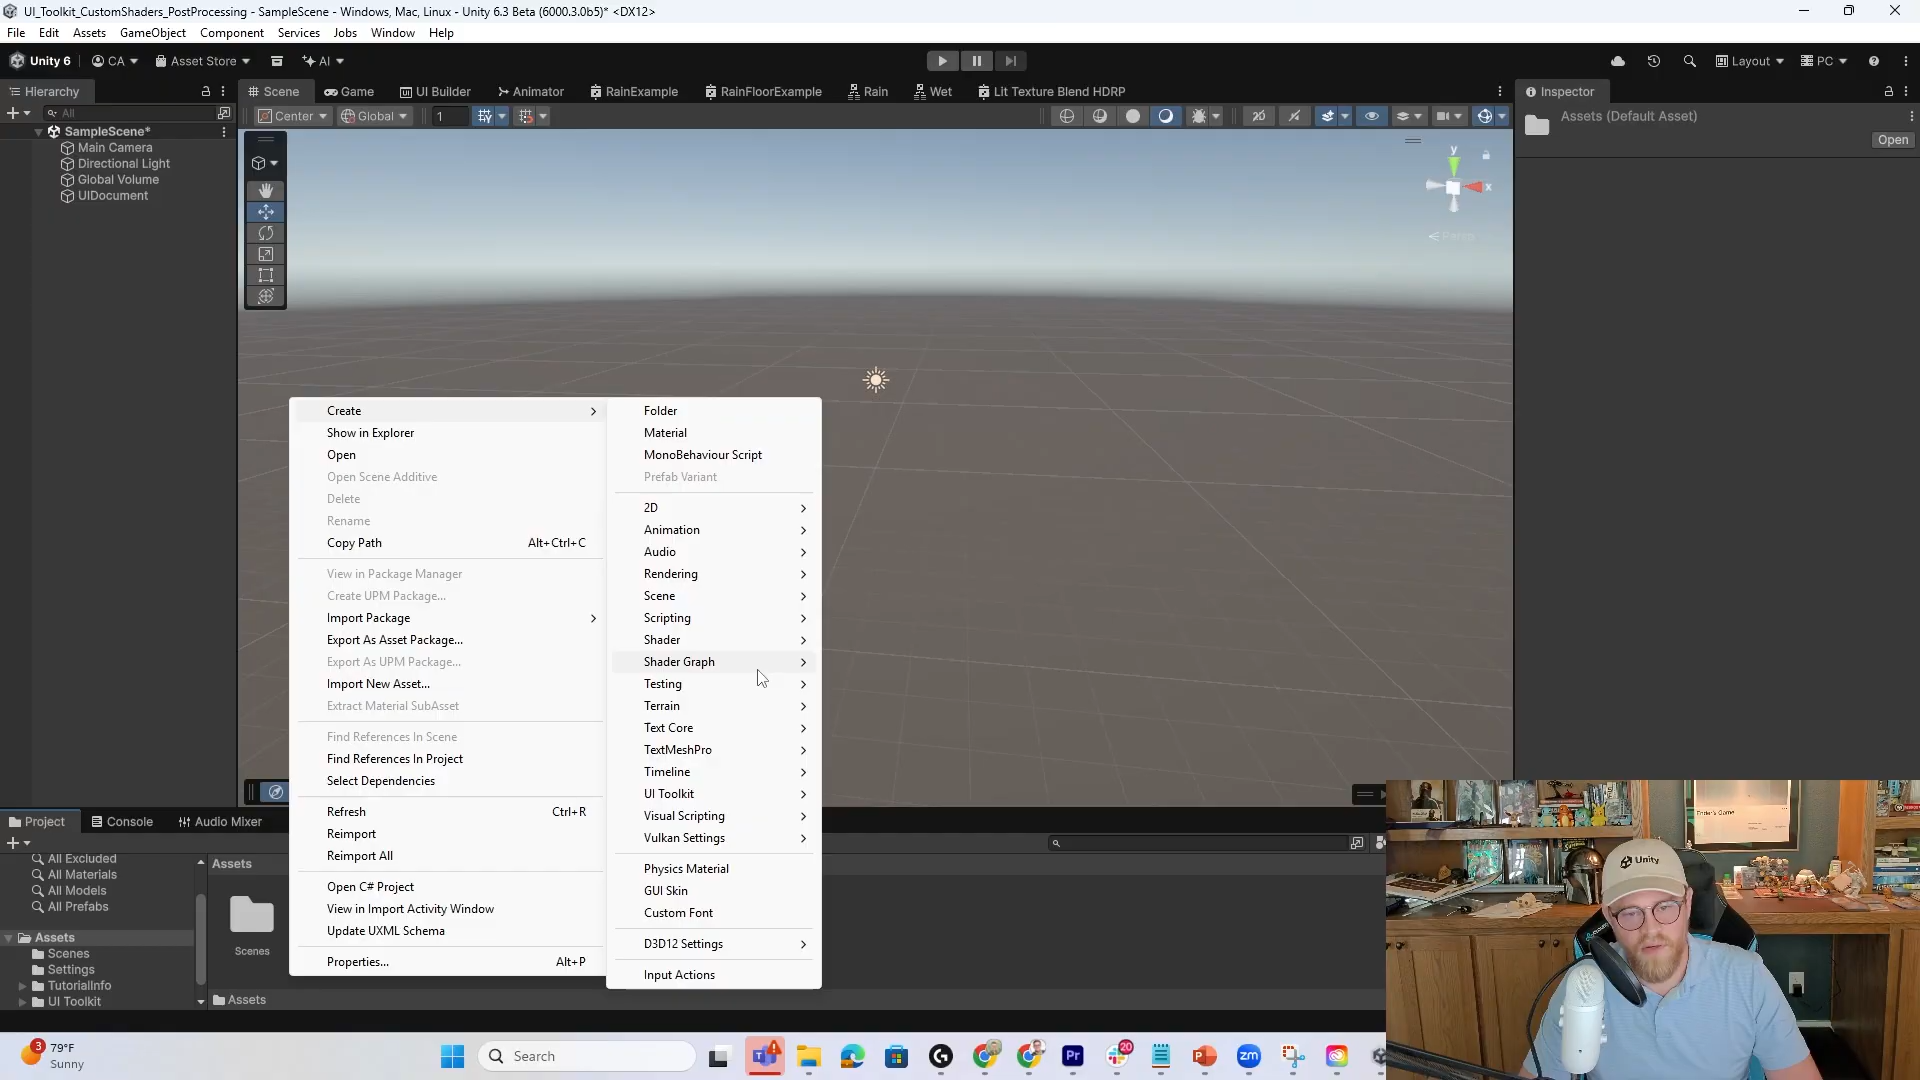 UI_Toolkit_CustomShaders_PostProcessing - SampleScene - Windows, Mac, Linux - Unity 6.3 Beta (6000.3.0b5)* <DX12>
File Edit Assets GameObject Component Services Jobs Window Help
Unity 6 CA Asset Store AI Layout PC
Hierarchy Scene Game UI Builder Animator RainExample RainFloorExample Rain Wet Lit Texture Blend HDRP Inspector
All Center Global 1 2D Assets (Default Asset)
Open
SampleScene*
Main Camera
Directional Light
Global Volume
UIDocument
y
x
Persp
Create
Show in Explorer
Open
Open Scene Additive
Delete
Rename
Copy Path Alt+Ctrl+C
View in Package Manager
Create UPM Package...
Import Package
Export As Asset Package...
Export As UPM Package...
Import New Asset...
Extract Material SubAsset
Find References In Scene
Find References In Project
Select Dependencies
Refresh Ctrl+R
Reimport
Reimport All
Open C# Project
View in Import Activity Window
Update UXML Schema
Properties... Alt+P
Folder
Material
MonoBehaviour Script
Prefab Variant
2D
Animation
Audio
Rendering
Scene
Scripting
Shader
Shader Graph
Testing
Terrain
Text Core
TextMeshPro
Timeline
UI Toolkit
Visual Scripting
Vulkan Settings
Physics Material
GUI Skin
Custom Font
D3D12 Settings
Input Actions
Project Console Audio Mixer
All Excluded
All Materials
All Models
All Prefabs
Assets
Scenes
Settings
TutorialInfo
UI Toolkit
Assets
Scenes
Assets
Ender's Game
Unity
3
79°F
Sunny
Search
Pr
20
zm